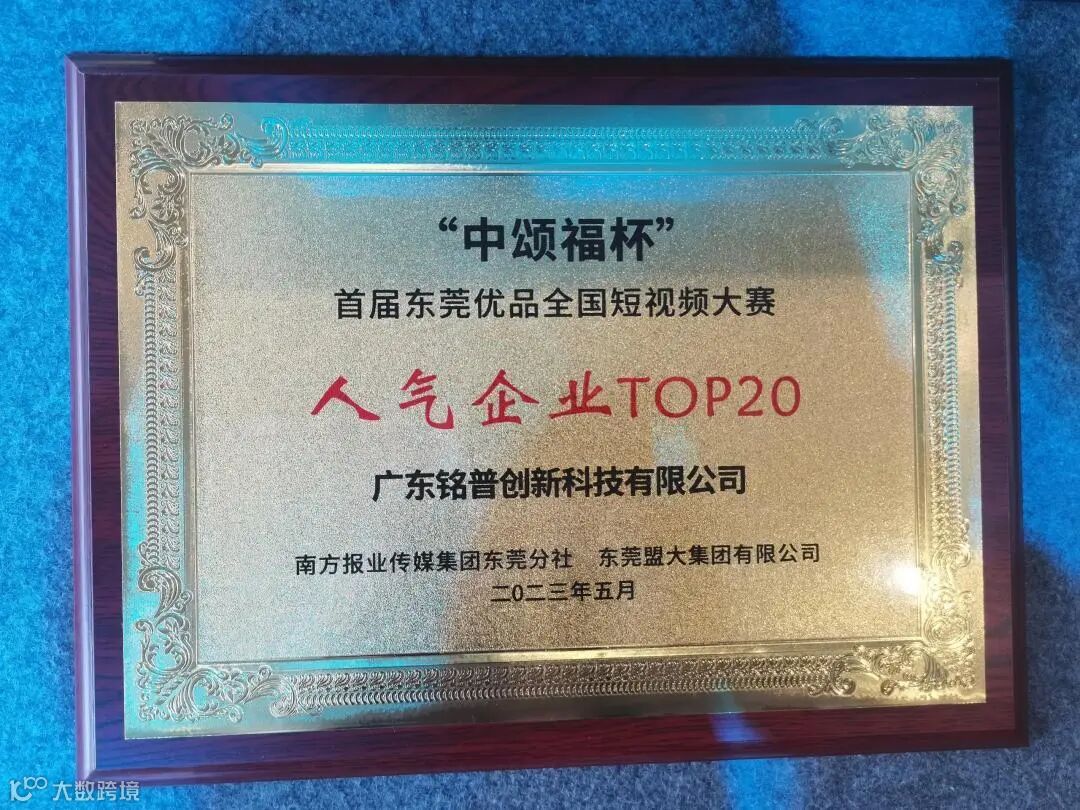 “中颂福杯”
首届东莞优品全国短视频大赛
人气企业TOP20
广东铭普创新科技有限公司
南方报业传媒集团东莞分社 东莞盟大集团有限公司
二0二三年五月
大数跨境